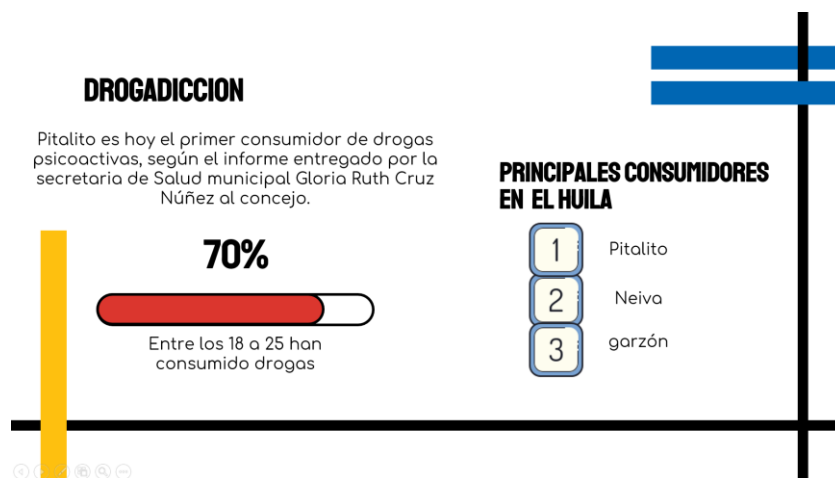 DROGADICCION
Pitalito es hoy el primer consumidor de drogas
psicoactivas, según el informe entregado por la
secretaria de Salud municipal Gloria Ruth Cruz
Núñez al concejo.
70%
Entre los 18 a 25 han
consumido drogas
PRINCIPALES CONSUMIDORES
EN EL HUILA
1 Pitalito
2 Neiva
3 garzón